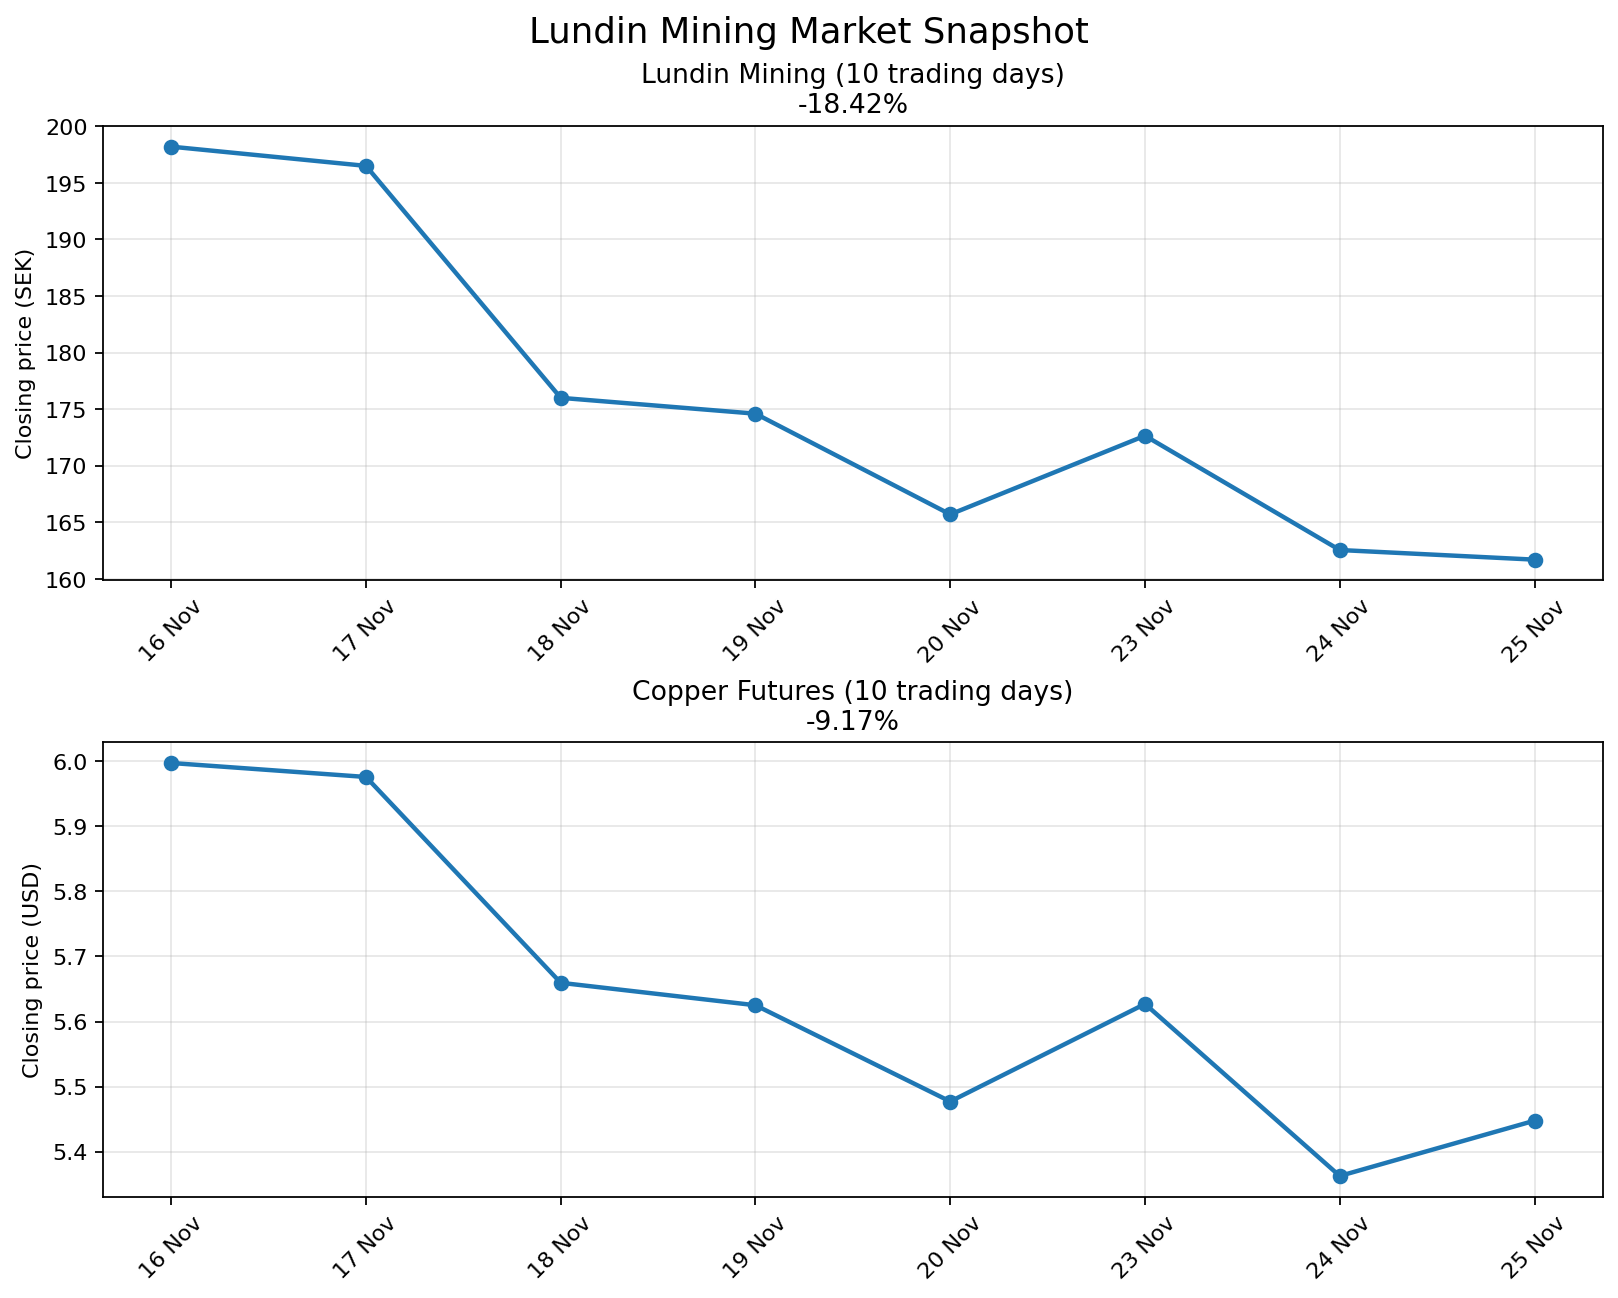 Lundin Mining Market Snapshot
Lundin Mining (10 trading days)
-18.42%
Closing price (SEK)
200
195
190
185
180
175
170
165
160
16 Nov
17 Nov
18 Nov
19 Nov
20 Nov
23 Nov
24 Nov
25 Nov
Copper Futures (10 trading days)
-9.17%
Closing price (USD)
6.0
5.9
5.8
5.7
5.6
5.5
5.4
16 Nov
17 Nov
18 Nov
19 Nov
20 Nov
23 Nov
24 Nov
25 Nov